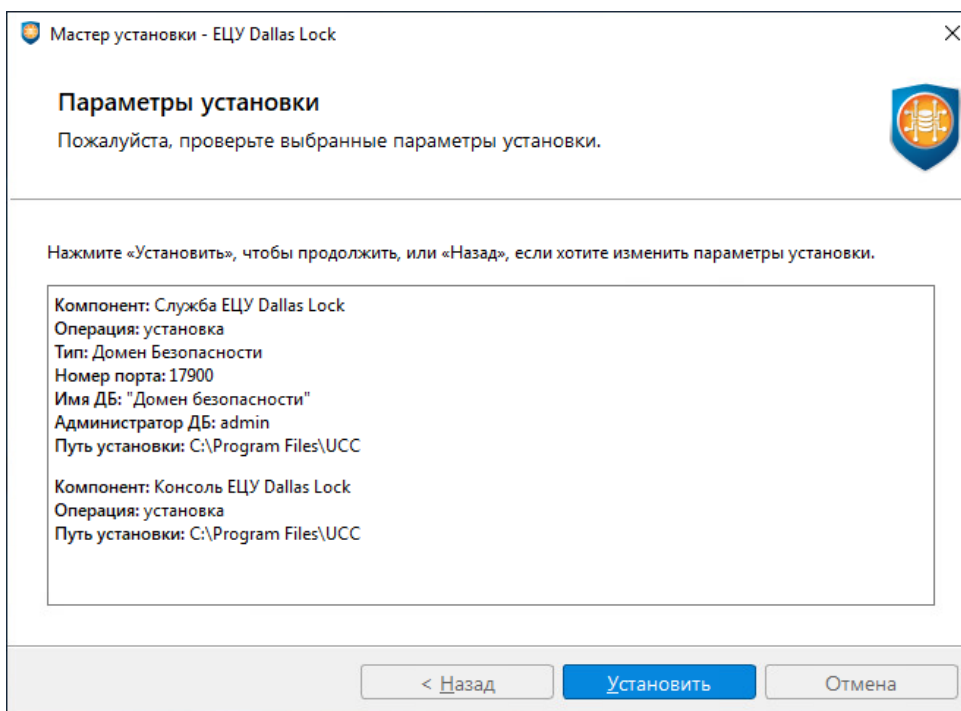 Мастер установки - ЕЦУ Dallas Lock
Параметры установки
Пожалуйста, проверьте выбранные параметры установки.
Нажмите «Установить», чтобы продолжить, или «Назад», если хотите изменить параметры установки.
Компонент: Служба ЕЦУ Dallas Lock
Операция: установка
Тип: Домен Безопасности
Номер порта: 17900
Имя ДБ: "Домен безопасности"
Администратор ДБ: admin
Путь установки: C:\Program Files\UCC
Компонент: Консоль ЕЦУ Dallas Lock
Операция: установка
Путь установки: C:\Program Files\UCC
< Назад Установить Отмена